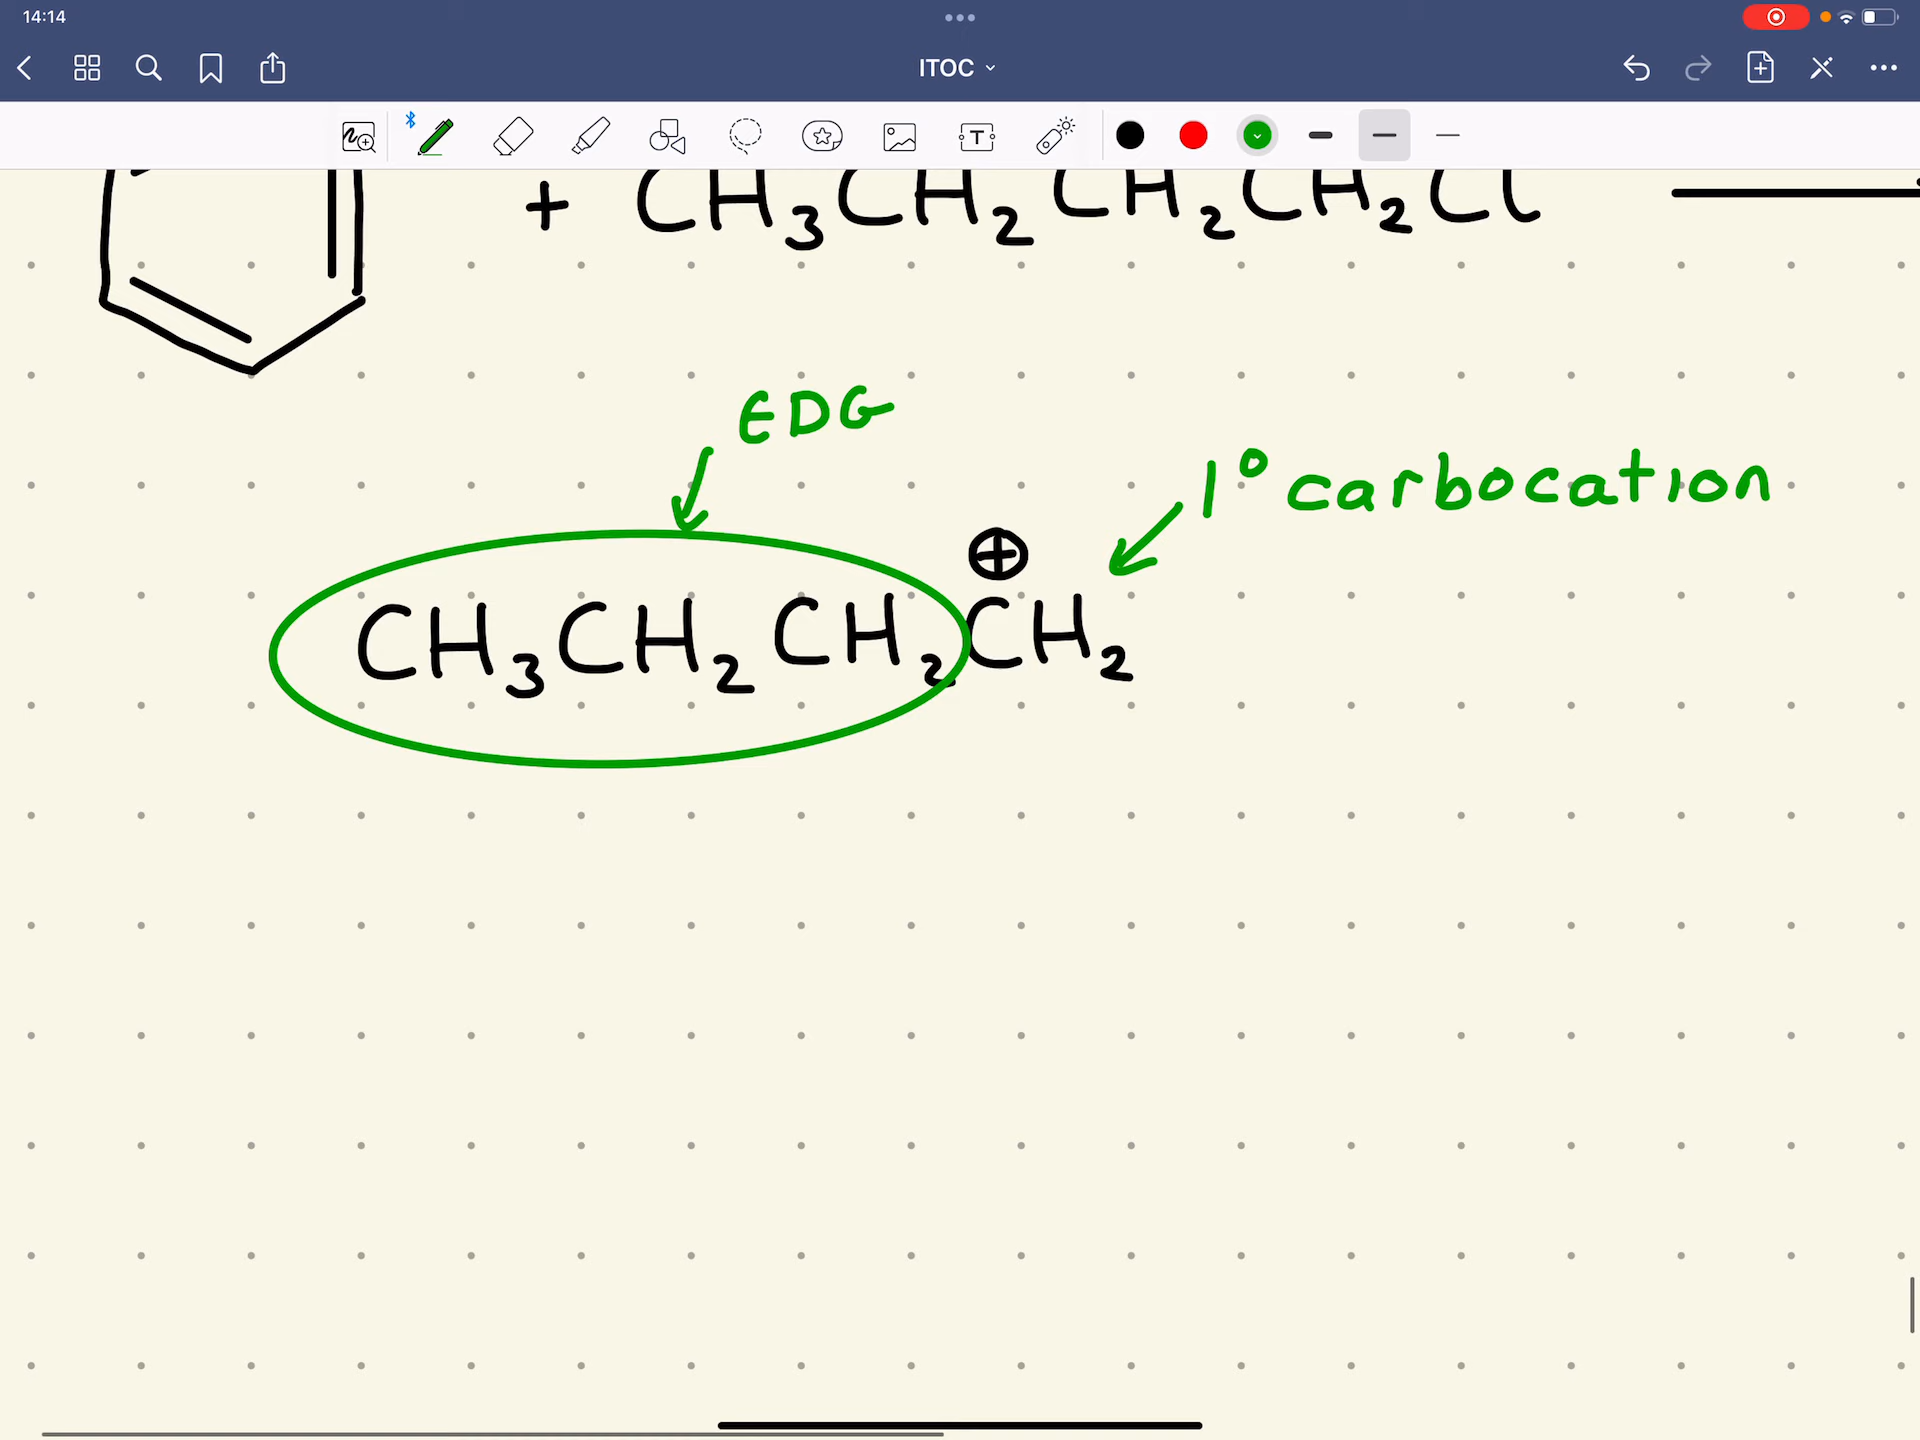 14:14
ITOC
T
+ CH₃CH₂CH₂CH₂Cl
EDG
1° carbocation
⊕
CH₃CH₂CH₂CH₂